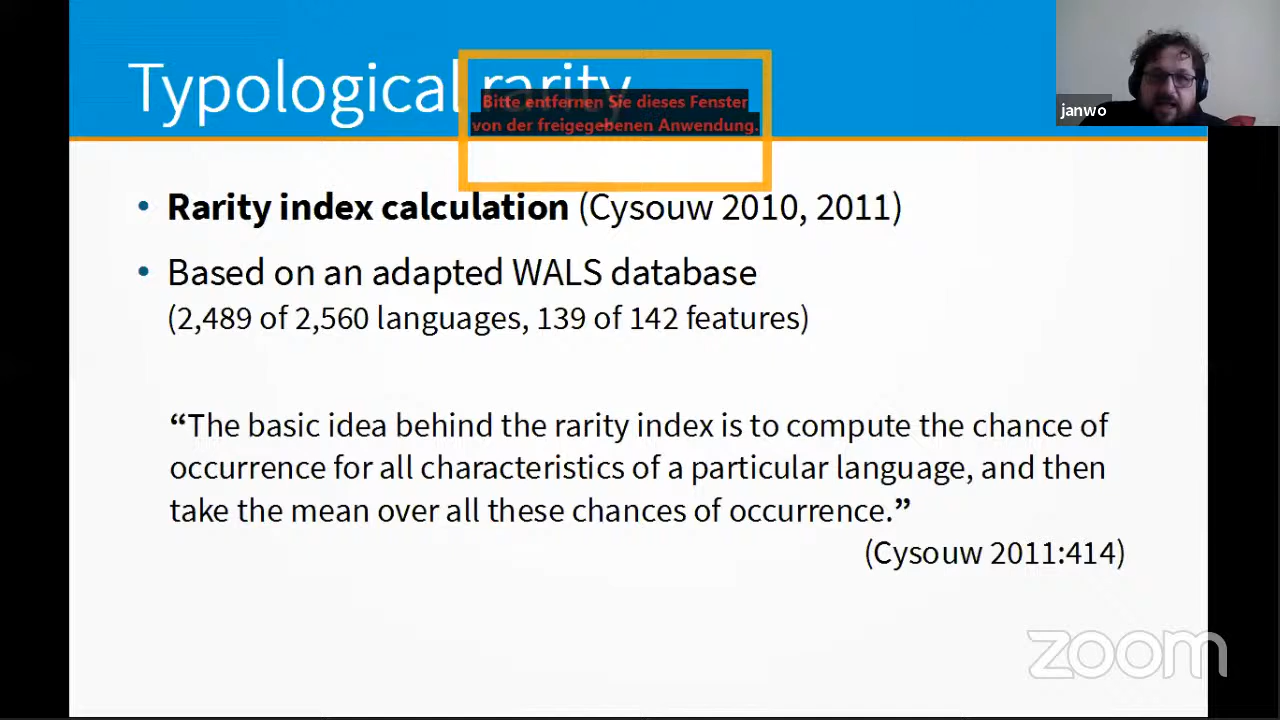 Typological rarity
Bitte entfernen Sie dieses Fenster
von der freigegebenen Anwendung.
janwo
• Rarity index calculation (Cysouw 2010, 2011)
• Based on an adapted WALS database
(2,489 of 2,560 languages, 139 of 142 features)
“The basic idea behind the rarity index is to compute the chance of
occurrence for all characteristics of a particular language, and then
take the mean over all these chances of occurrence.”
(Cysouw 2011:414)
zoom